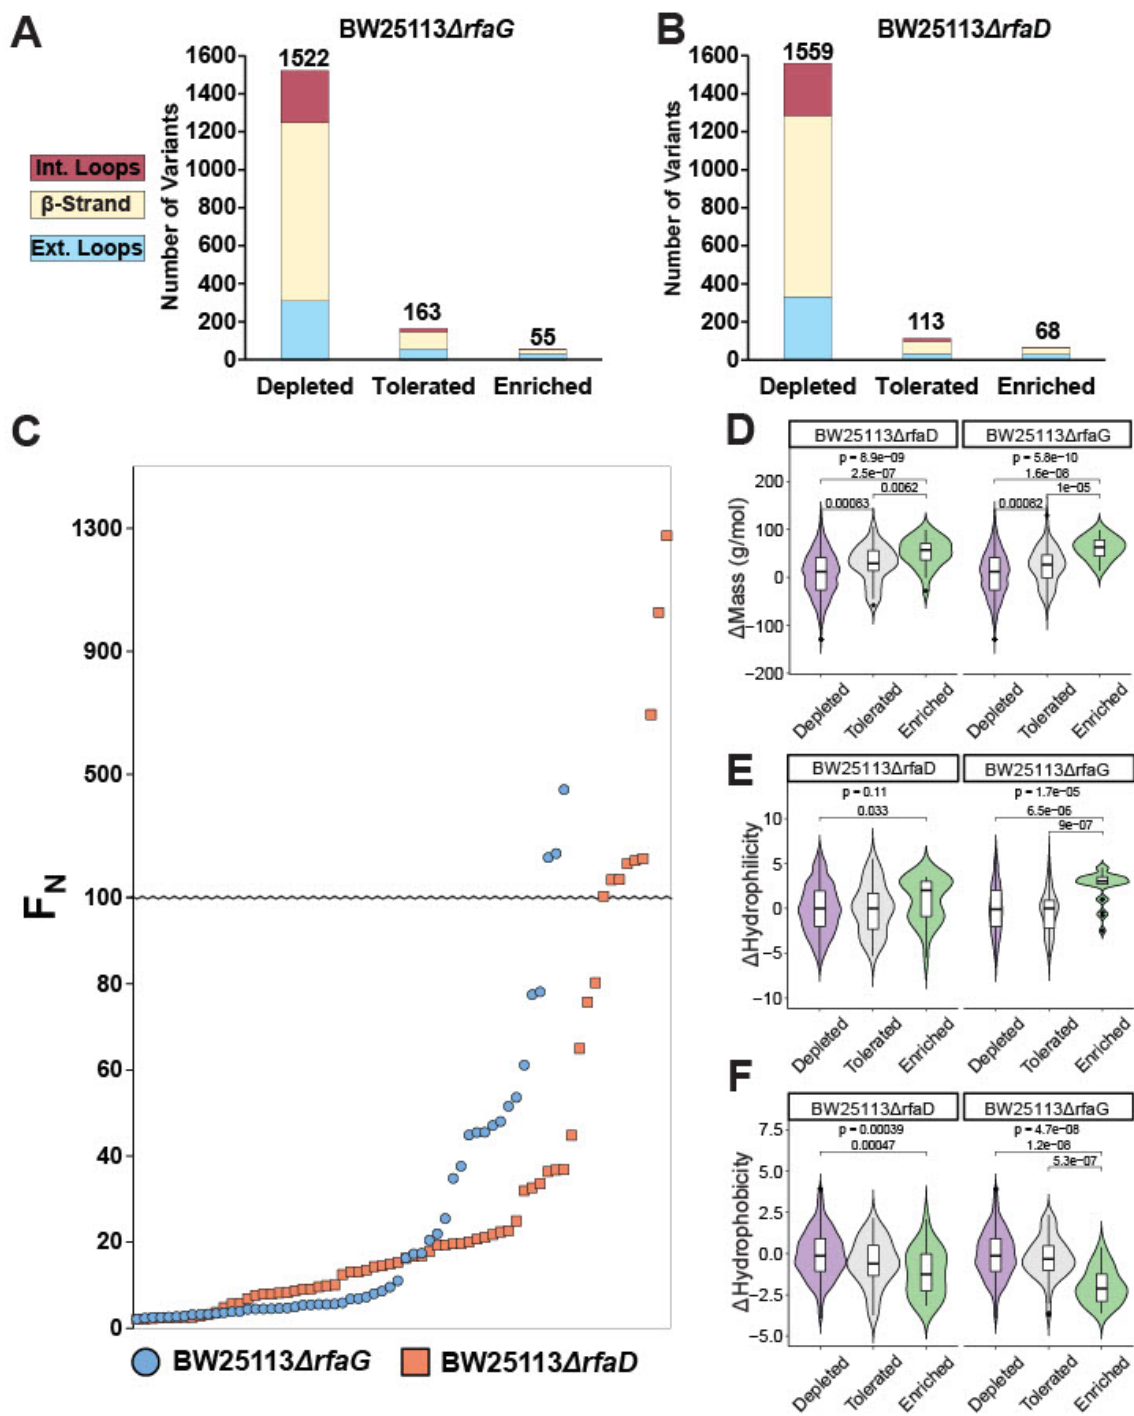 A
BW25113ΔrfaG
Number of Variants
1600
1400
1200
1000
800
600
400
200
0
1522
163
55
Depleted Tolerated Enriched
Int. Loops
β-Strand
Ext. Loops
B
BW25113ΔrfaD
Number of Variants
1600
1400
1200
1000
800
600
400
200
0
1559
113
68
Depleted Tolerated Enriched
C
FN
1300
900
500
100
80
60
40
20
0
BW25113ΔrfaG BW25113ΔrfaD
D
BW25113ΔrfaD BW25113ΔrfaG
ΔMass (g/mol)
200
100
0
−100
−200
p = 8.9e−09
2.5e−07
0.0062
0.00083
p = 5.8e−10
1.6e−08
1e−05
0.00082
Depleted Tolerated Enriched Depleted Tolerated Enriched
E
BW25113ΔrfaD BW25113ΔrfaG
ΔHydrophilicity
10
5
0
−5
−10
p = 0.11
0.033
p = 1.7e−05
6.5e−06
9e−07
Depleted Tolerated Enriched Depleted Tolerated Enriched
F
BW25113ΔrfaD BW25113ΔrfaG
ΔHydrophobicity
7.5
5.0
2.5
0.0
−2.5
−5.0
p = 0.00039
0.00047
p = 4.7e−08
1.2e−08
5.3e−07
Depleted Tolerated Enriched Depleted Tolerated Enriched